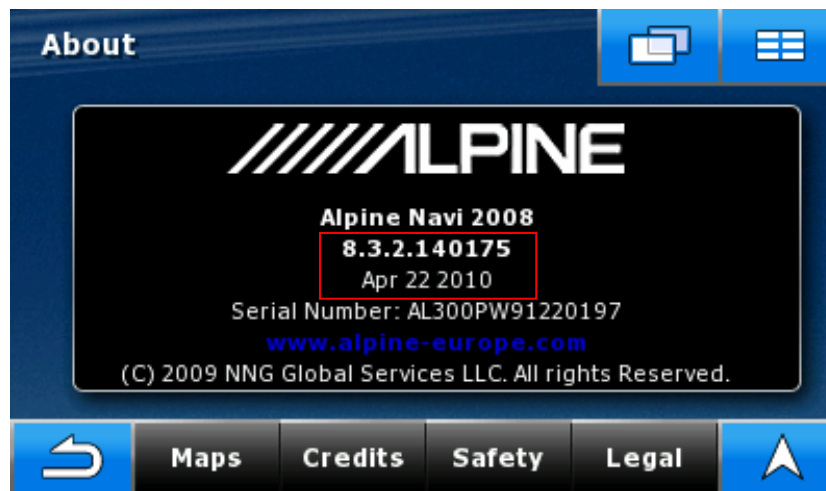 About
ALPINE
Alpine Navi 2008
8.3.2.140175
Apr 22 2010
Serial Number: AL300PW91220197
www.alpine-europe.com
(C) 2009 NNG Global Services LLC. All rights Reserved.
Maps Credits Safety Legal